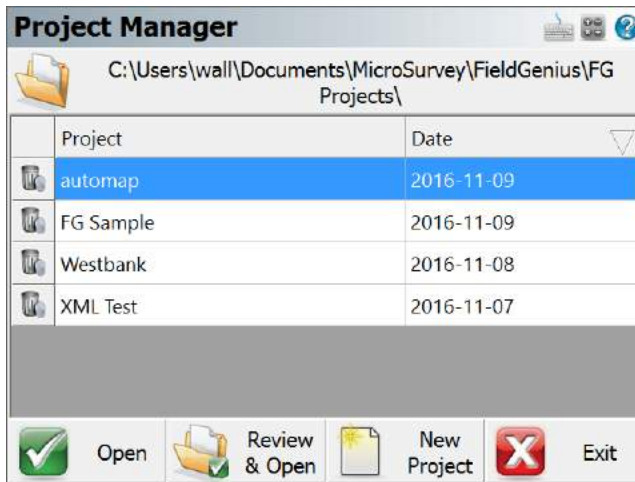 Project Manager
C:\Users\wall\Documents\MicroSurvey\FieldGenius\FG
Projects\
Project Date
automap 2016-11-09
FG Sample 2016-11-09
Westbank 2016-11-08
XML Test 2016-11-07
Open Review & Open New Project Exit